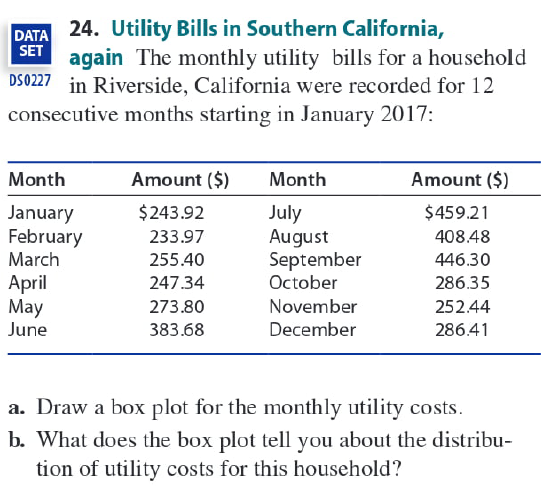 DATA SET DS0227
24. Utility Bills in Southern California,
again The monthly utility bills for a household
in Riverside, California were recorded for 12
consecutive months starting in January 2017:
Month Amount ($) Month Amount ($)
January $243.92 July $459.21
February 233.97 August 408.48
March 255.40 September 446.30
April 247.34 October 286.35
May 273.80 November 252.44
June 383.68 December 286.41
a. Draw a box plot for the monthly utility costs.
b. What does the box plot tell you about the distribu-
tion of utility costs for this household?